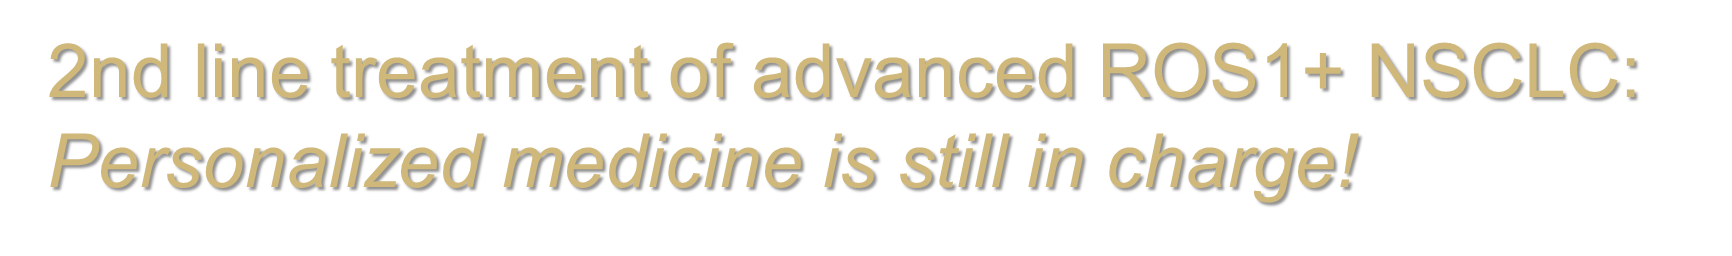 2nd line treatment of advanced ROS1+ NSCLC:
Personalized medicine is still in charge!